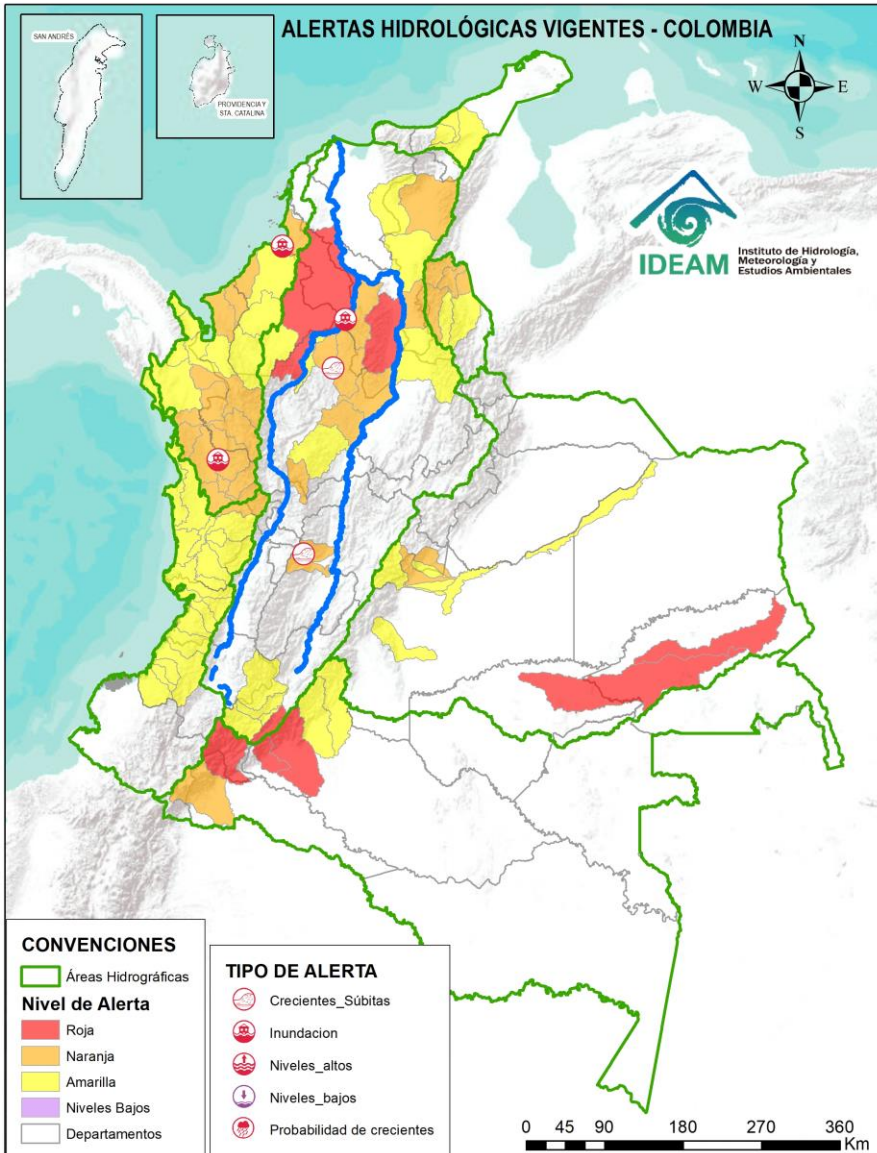 ALERTAS HIDROLÓGICAS VIGENTES - COLOMBIA
SAN ANDRÉS
PROVIDENCIA Y
STA. CATALINA
N
W
E
S
IDEAM
Instituto de Hidrología,
Meteorología y
Estudios Ambientales
CONVENCIONES
Áreas Hidrográficas
Nivel de Alerta
Roja
Naranja
Amarilla
Niveles Bajos
Departamentos
TIPO DE ALERTA
Crecientes_Súbitas
Inundacion
Niveles_altos
Niveles_bajos
Probabilidad de crecientes
0 45 90 180 270 360
Km